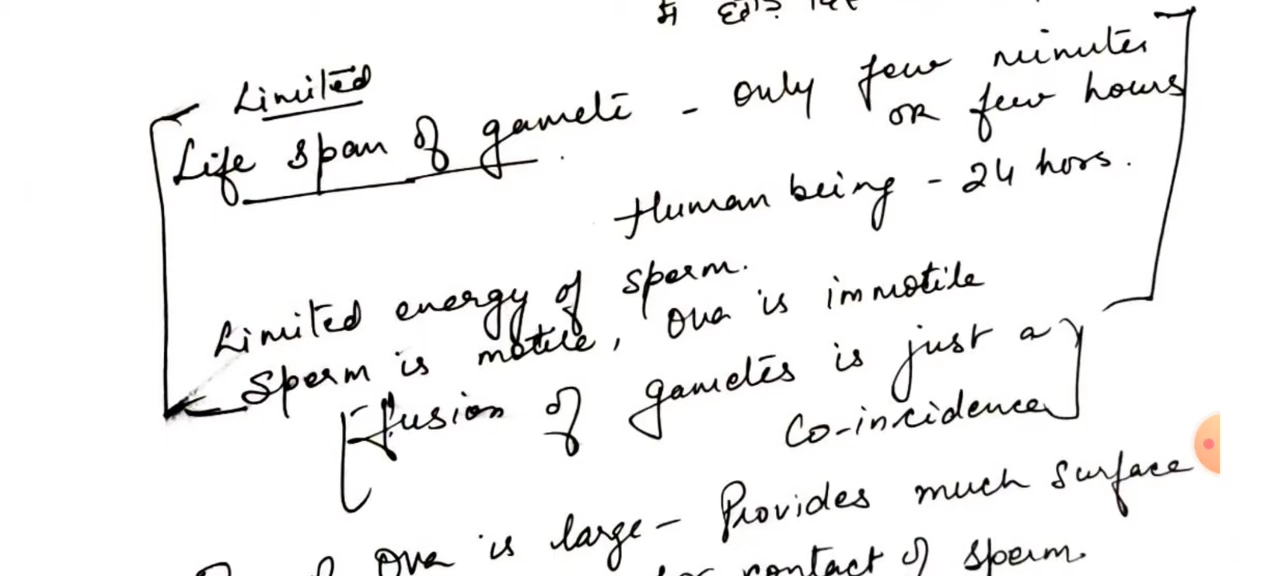 में
Limited
Life span of gamete - only few minutes
or few hours
Human being - 24 hors.
Limited energy of sperm.
Sperm is motile, Ova is immotile
fusion of gametes is just a
co-incidence
Ova is large - Provides much surface
contact of sperm.